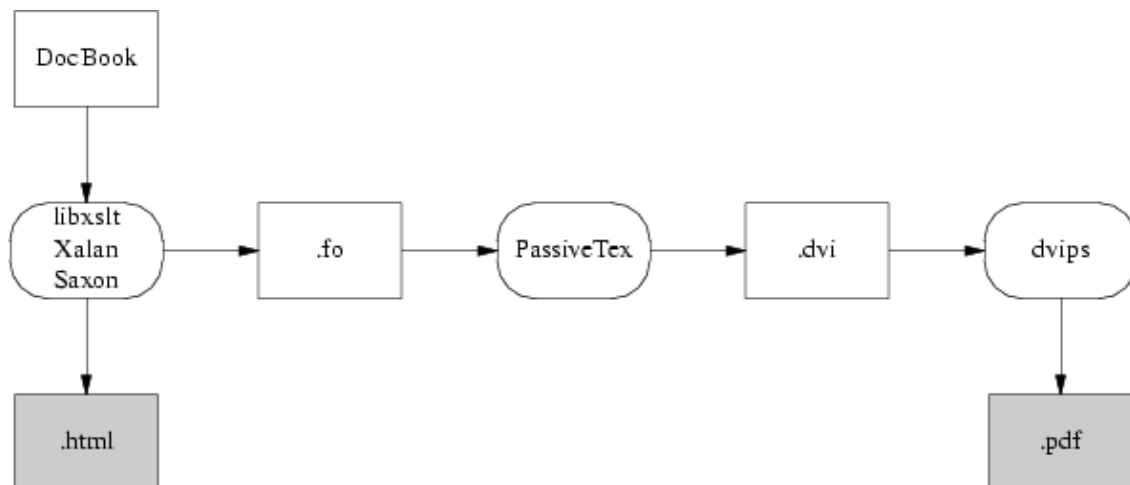 DocBook
libxslt
Xalan
Saxon
.fo
PassiveTex
.dvi
dvips
.html
.pdf